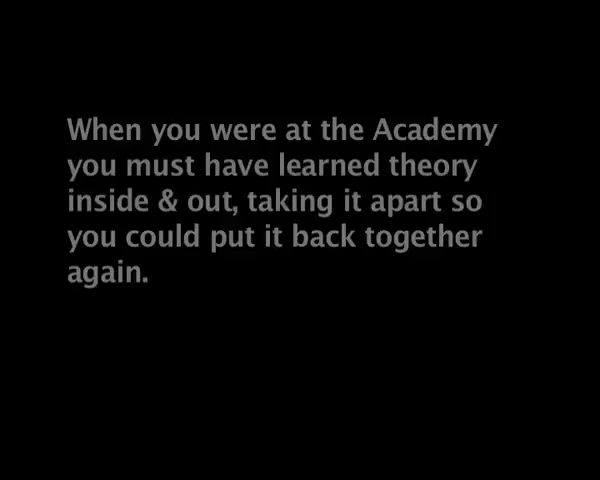 When you were at the Academy
you must have learned theory
inside & out, taking it apart so
you could put it back together
again.